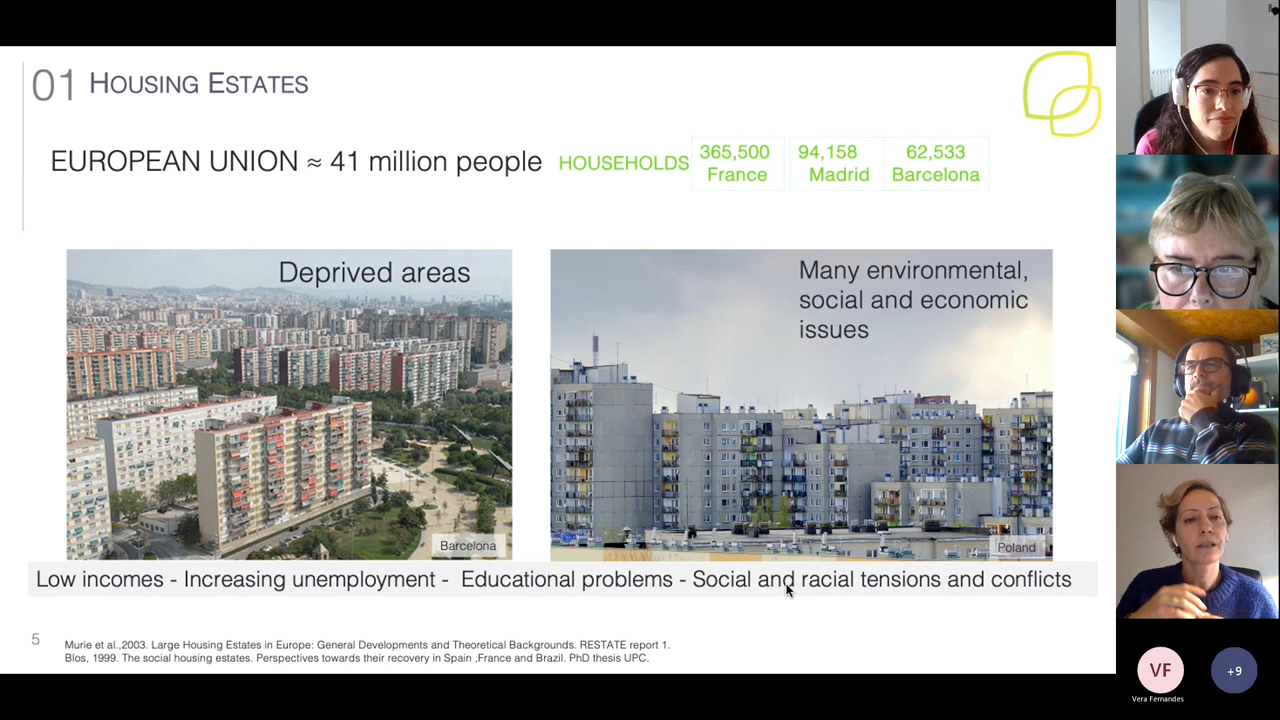 01 HOUSING ESTATES
EUROPEAN UNION ≈ 41 million people HOUSEHOLDS
365,500
France
94,158
Madrid
62,533
Barcelona
Deprived areas
Many environmental,
social and economic
issues
Barcelona
Poland
Low incomes - Increasing unemployment - Educational problems - Social and racial tensions and conflicts
5
Murie et al.,2003. Large Housing Estates in Europe: General Developments and Theoretical Backgrounds. RESTATE report 1.
Blos, 1999. The social housing estates. Perspectives towards their recovery in Spain ,France and Brazil. PhD thesis UPC.
VF
Vera Fernandes
+9